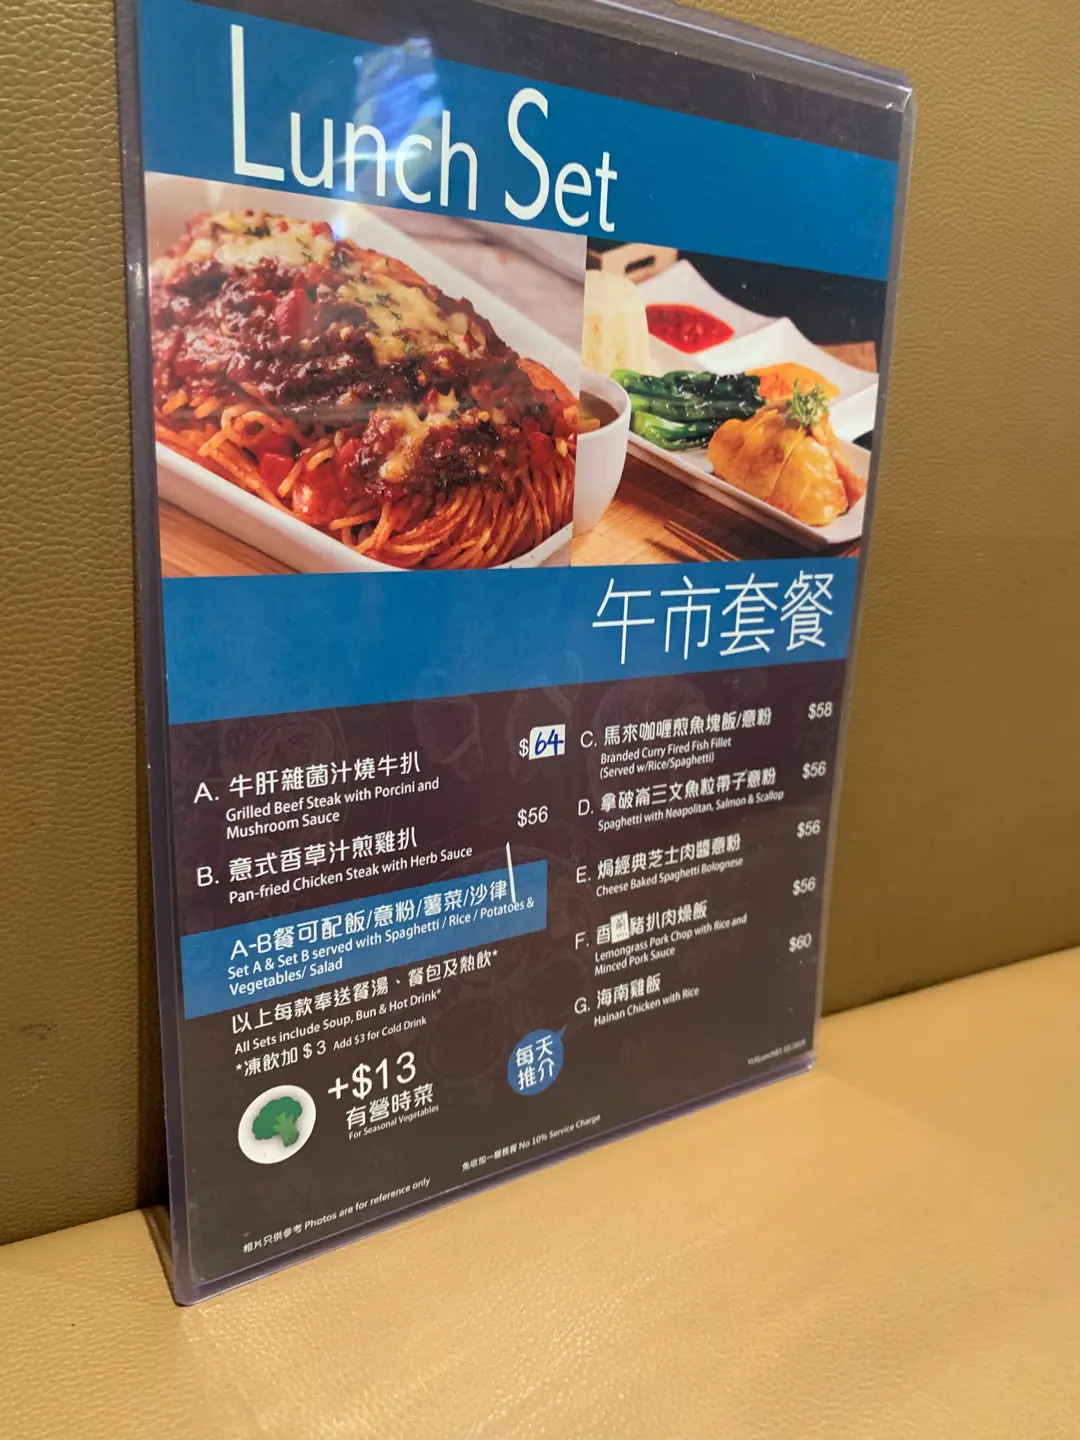 Lunch Set
午市套餐
$64
A. 牛肝雜菌汁燒牛扒
Grilled Beef Steak with Porcini and
Mushroom Sauce
$56
B. 意式香草汁煎雞扒
Pan-fried Chicken Steak with Herb Sauce
A-B餐可配飯/意粉/薯菜/沙律
Set A & Set B served with Spaghetti / Rice / Potatoes &
Vegetables/ Salad
以上每款奉送餐湯、餐包及熱飲*
All Sets include Soup, Bun & Hot Drink*
*凍飲加 $3 Add $3 for Cold Drink
+$13
有營時菜
For Seasonal Vegetables
$58
C. 馬來咖喱煎魚塊飯/意粉
Branded Curry Fired Fish Fillet
(Served w/Rice/Spaghetti)
$56
D. 拿破崙三文魚粒帶子意粉
Spaghetti with Neapolitan, Salmon & Scallop
$56
E. 焗經典芝士肉醬意粉
Cheese Baked Spaghetti Bolognese
$56
F. 香豬扒肉燥飯
Lemongrass Pork Chop with Rice and
Minced Pork Sauce
$60
G. 海南雞飯
Hainan Chicken with Rice
每天
推介
免收加一服務費 No 10% Service Charge
相片只供參考 Photos are for reference only